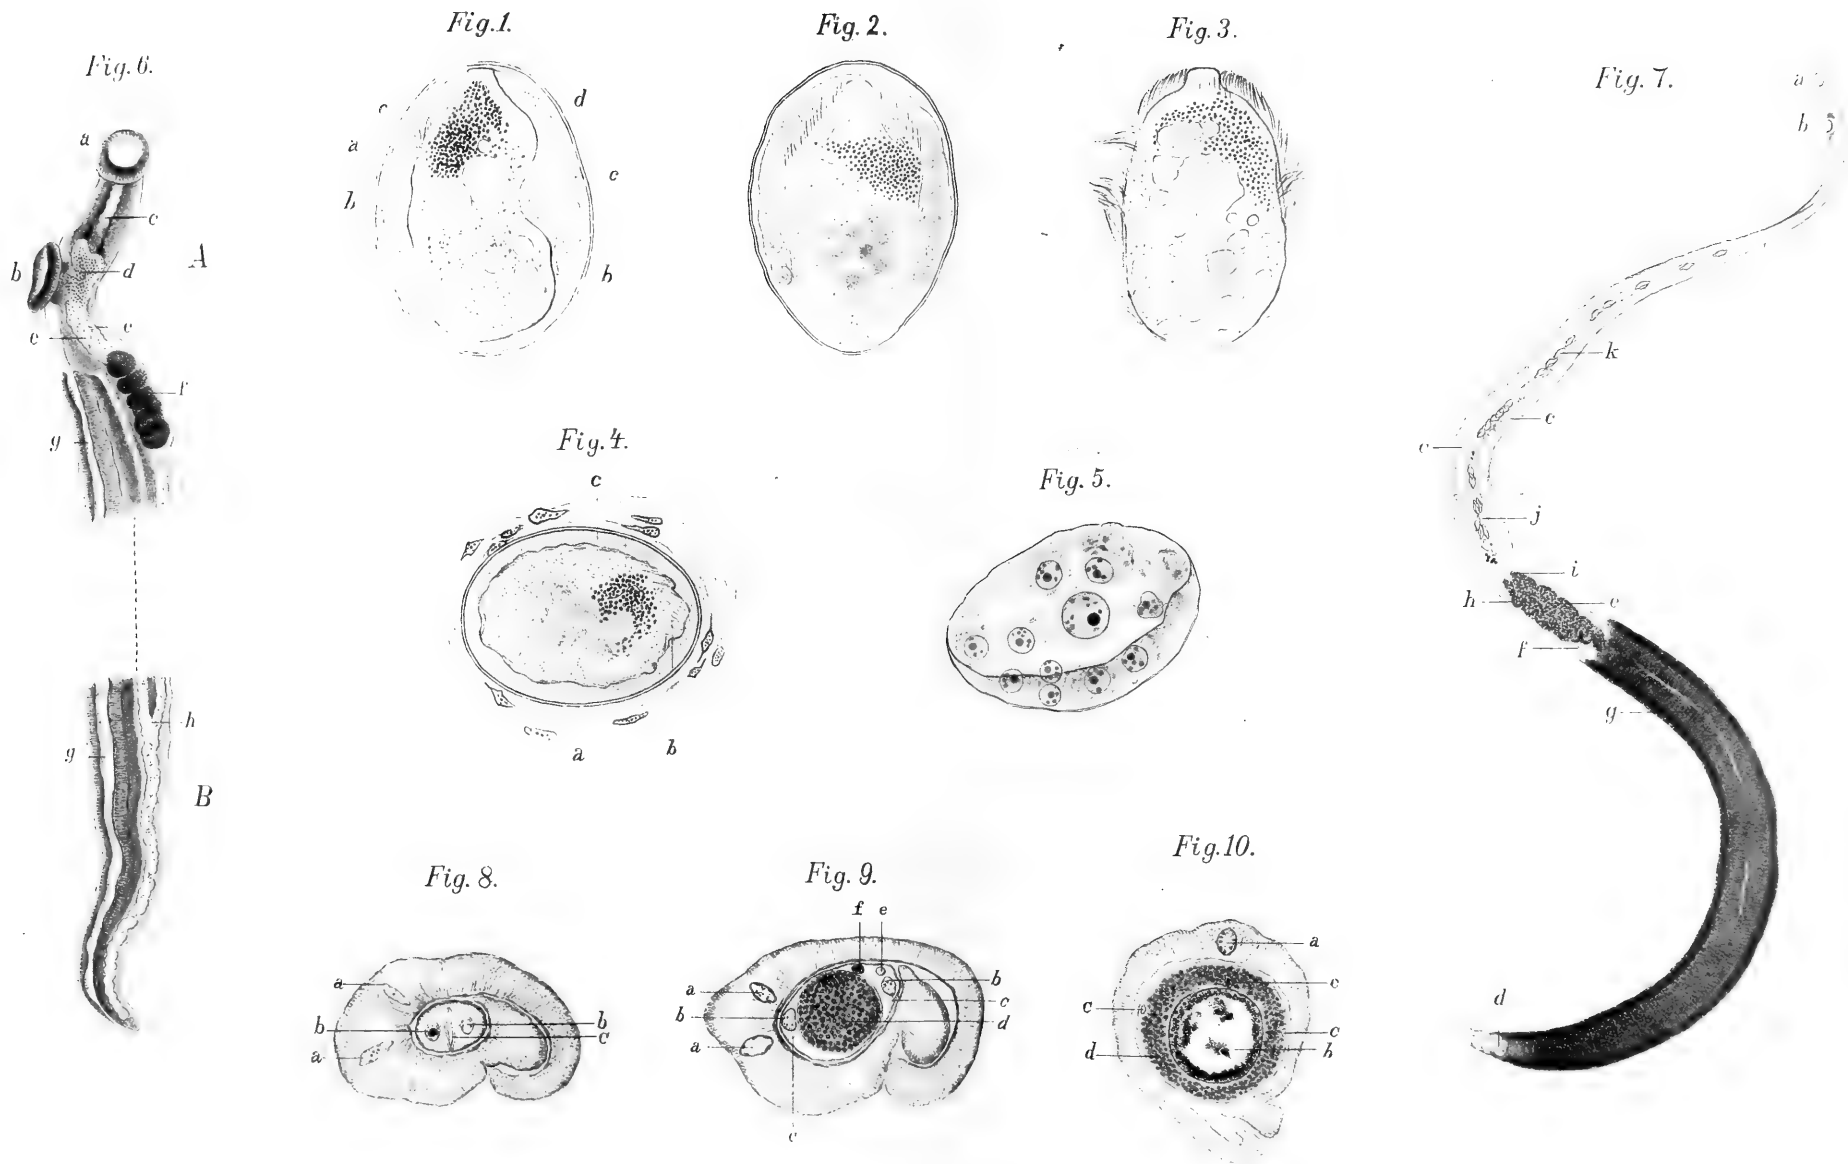 Fig. 1.
Fig. 2.
Fig. 3.
Fig. 6.
Fig. 7.
a
b
c
d
a
c
b
b
a
c
A
b
d
e
e
f
g
k
c
c
j
i
h
e
f
g
d
Fig. 4.
c
a
b
Fig. 5.
h
g
B
Fig. 8.
a
b
b
c
a
Fig. 9.
f
e
a
b
b
c
d
a
c
Fig. 10.
a
e
c
c
d
b